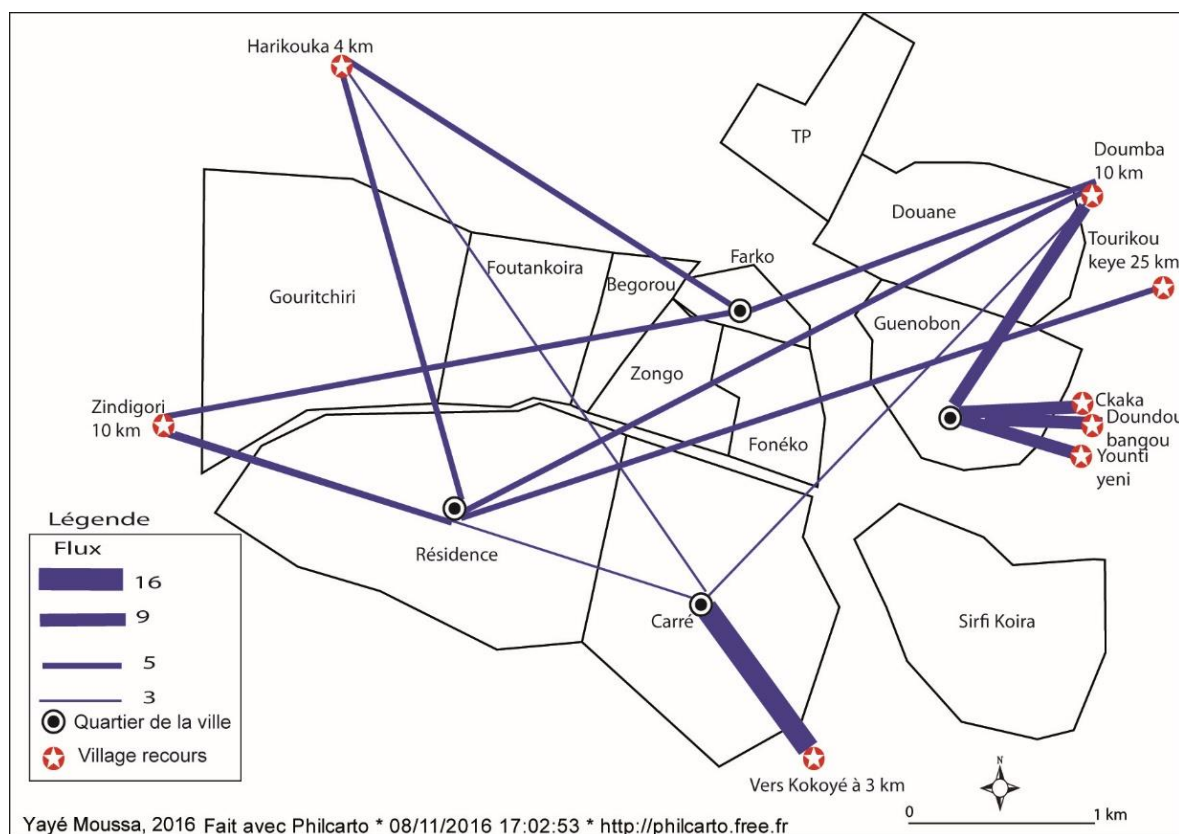 Harikouka 4 km
TP
Doumba
10 km
Douane
Tourikou
keye 25 km
Farko
Foutankoira
Begorou
Gouritchiri
Guenobon
Zongo
Zindigori
10 km
Ckaka
Doundou
bangou
Younti
yeni
Fonéko
Légende
Flux
16
9
5
3
Quartier de la ville
Village recours
Résidence
Carré
Sirfi Koira
Vers Kokoyé à 3 km
N
0 1 km
Yayé Moussa, 2016 Fait avec Philcarto * 08/11/2016 17:02:53 * http://philcarto.free.fr